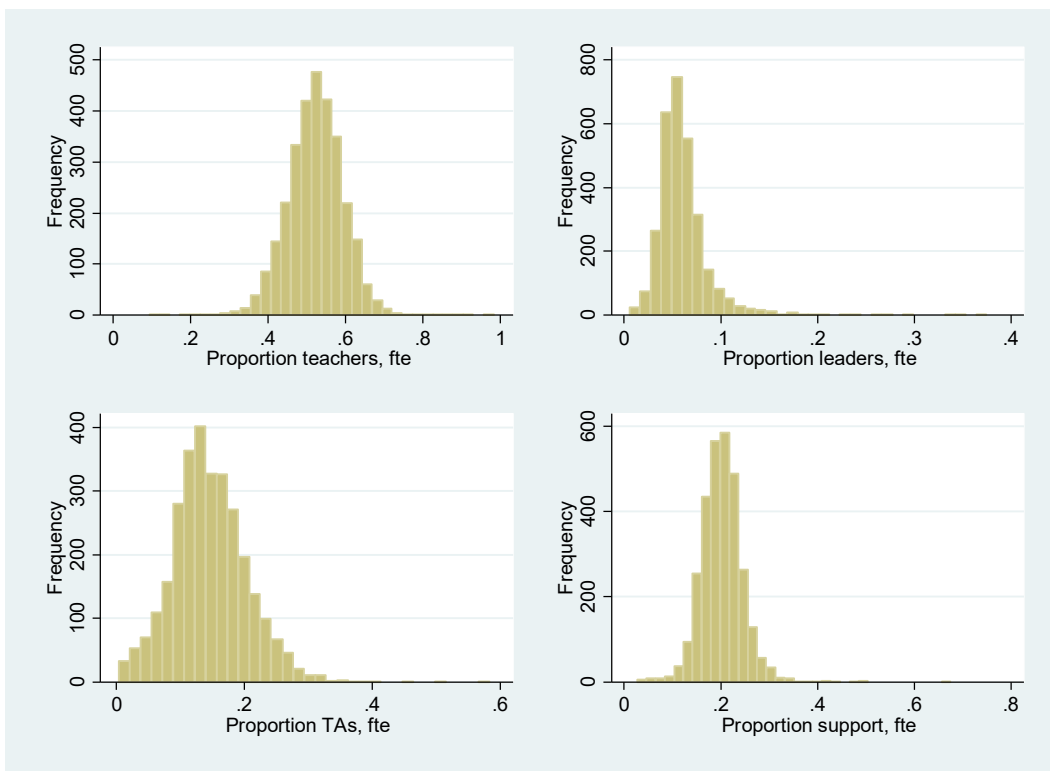 500
400
300
200
100
0
Frequency
0 .2 .4 .6 .8 1
Proportion teachers, fte
800
600
400
200
0
Frequency
0 .1 .2 .3 .4
Proportion leaders, fte
400
300
200
100
0
Frequency
0 .2 .4 .6
Proportion TAs, fte
600
400
200
0
Frequency
0 .2 .4 .6 .8
Proportion support, fte